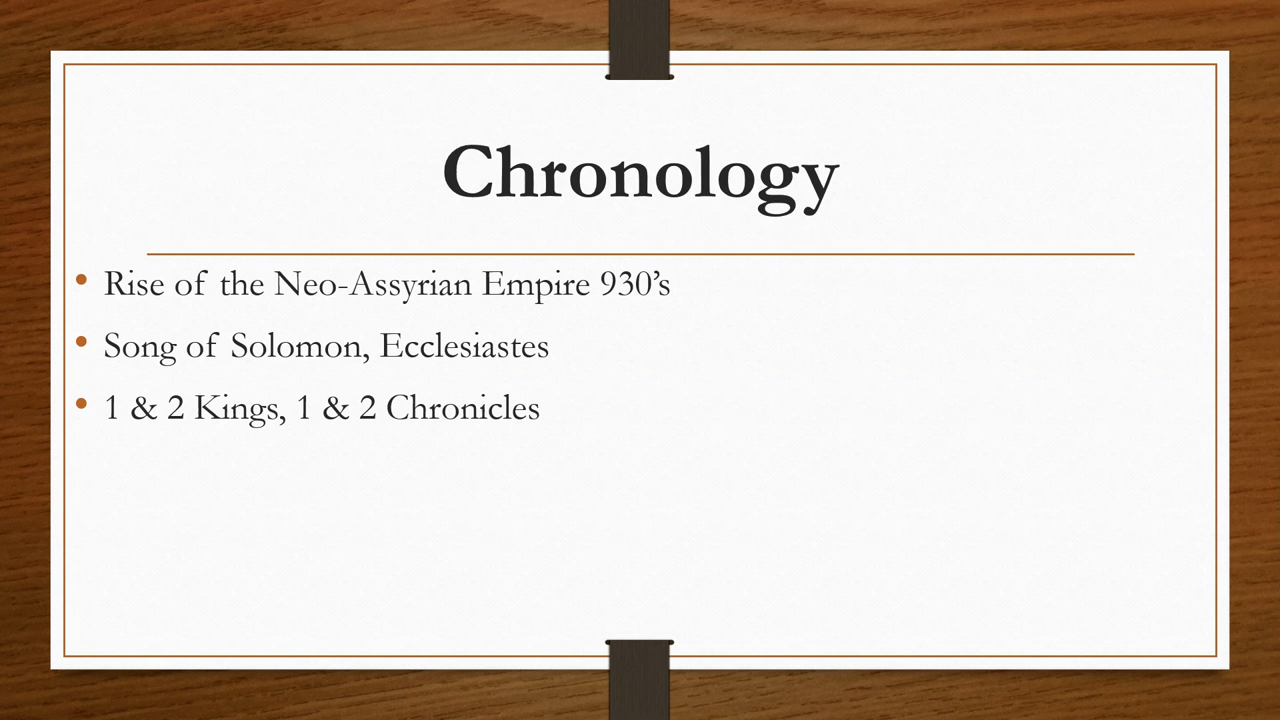 Chronology
• Rise of the Neo-Assyrian Empire 930’s
• Song of Solomon, Ecclesiastes
• 1 & 2 Kings, 1 & 2 Chronicles